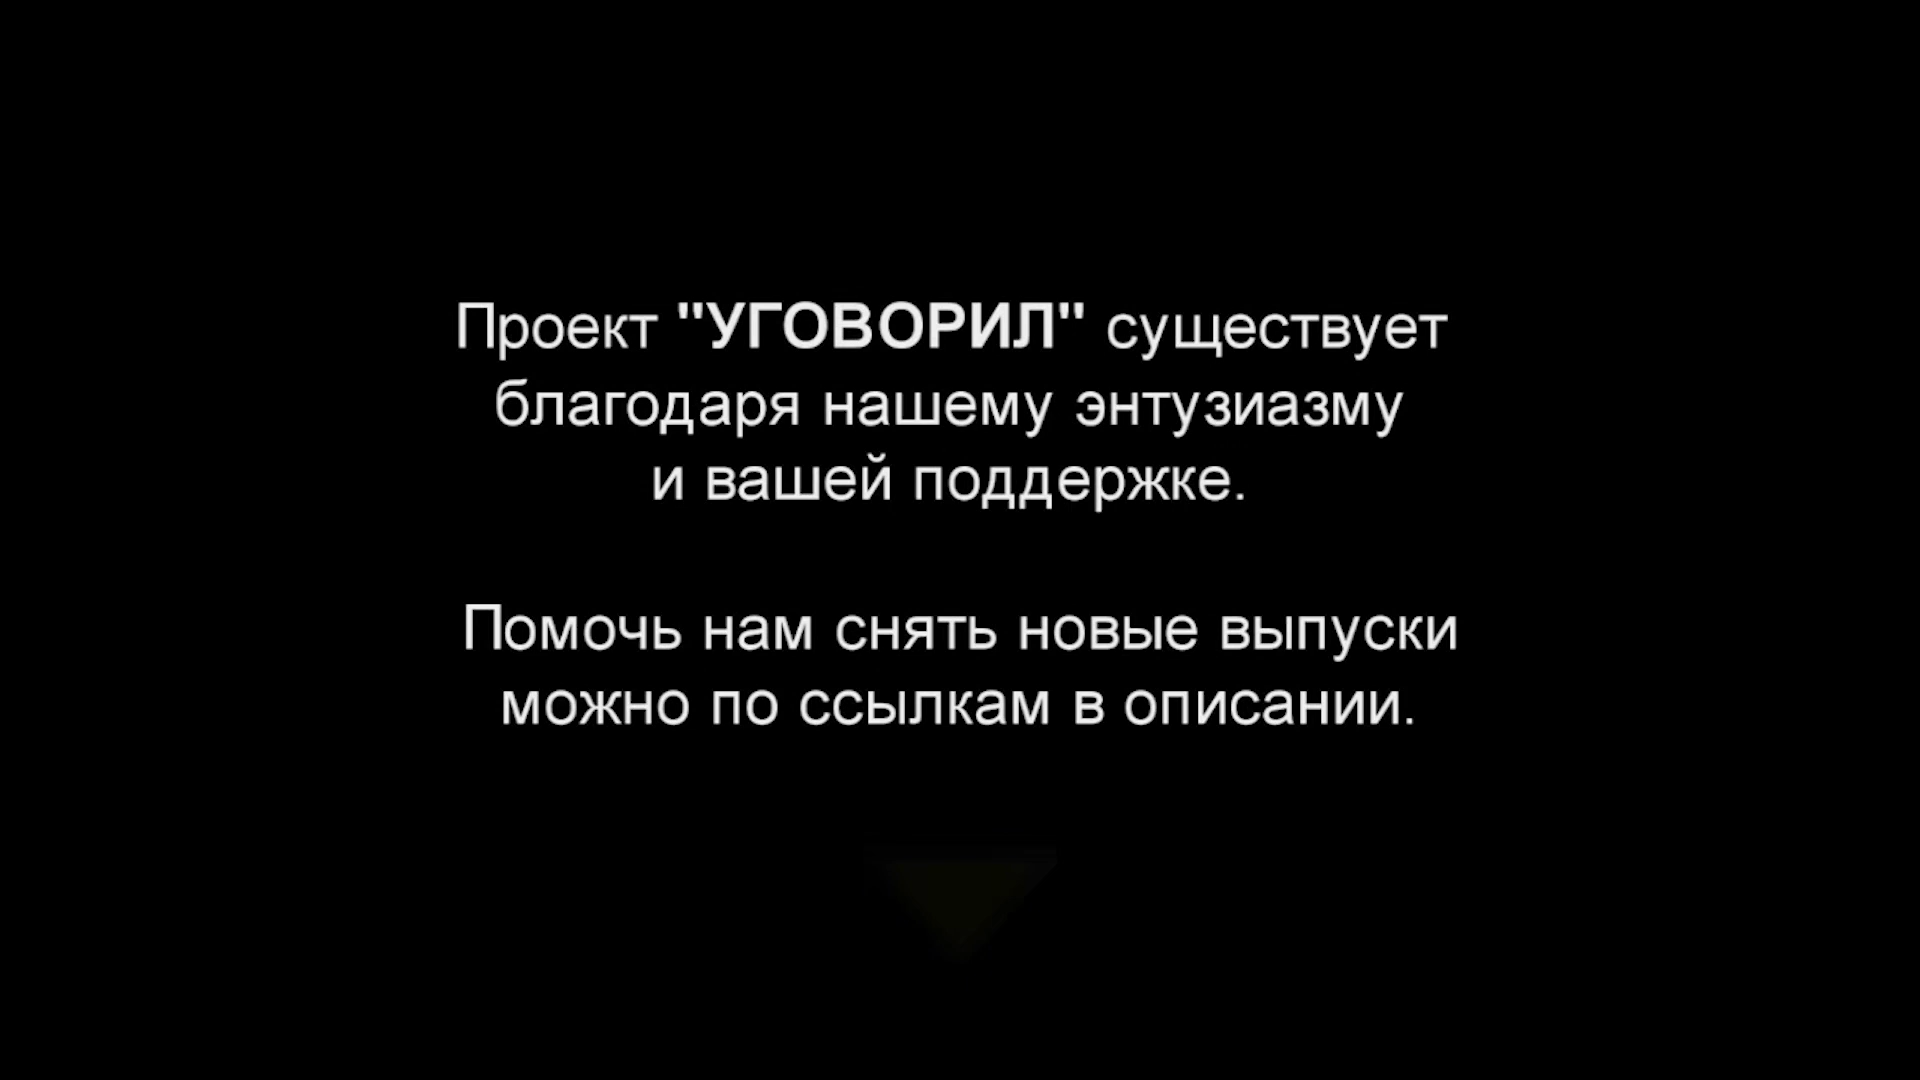 Проект "УГОВОРИЛ" существует
благодаря нашему энтузиазму
и вашей поддержке.
Помочь нам снять новые выпуски
можно по ссылкам в описании.